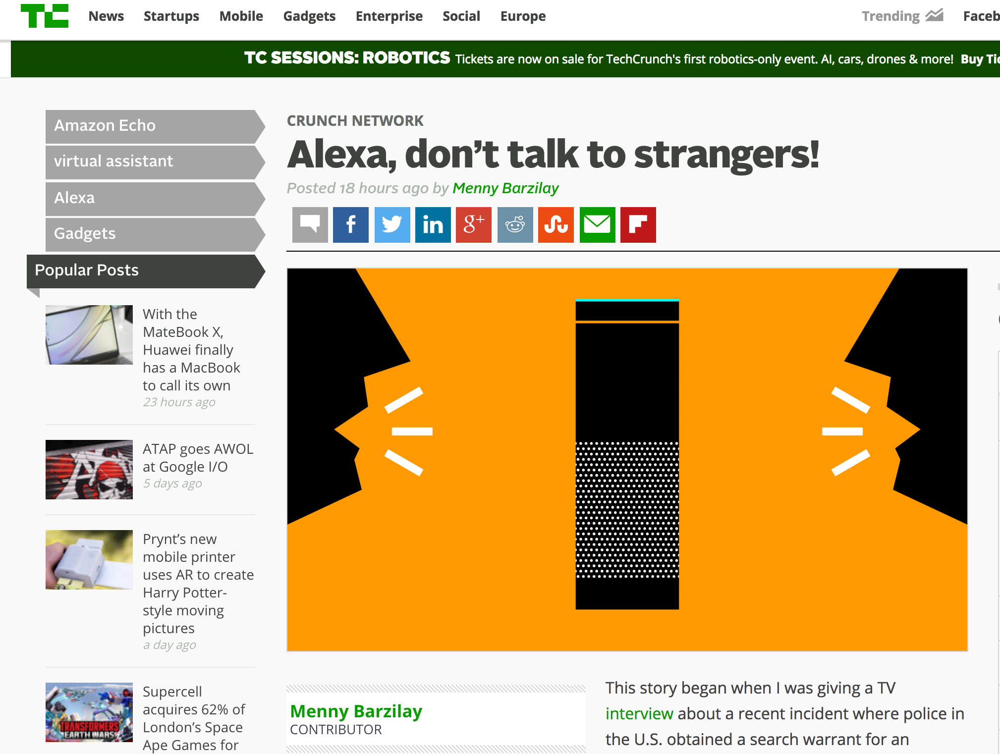 TC News Startups Mobile Gadgets Enterprise Social Europe Trending Faceb
TC SESSIONS: ROBOTICS Tickets are now on sale for TechCrunch's first robotics-only event. AI, cars, drones & more! Buy Tic
Amazon Echo
virtual assistant
Alexa
Gadgets
Popular Posts
With the
MateBook X,
Huawei finally
has a MacBook
to call its own
23 hours ago
ATAP goes AWOL
at Google I/O
5 days ago
Prynt’s new
mobile printer
uses AR to create
Harry Potter-
style moving
pictures
a day ago
TRANSFORMERS
EARTH WARS
Supercell
acquires 62% of
London’s Space
Ape Games for
CRUNCH NETWORK
Alexa, don’t talk to strangers!
Posted 18 hours ago by Menny Barzilay
f in g+
Menny Barzilay
CONTRIBUTOR
This story began when I was giving a TV
interview about a recent incident where police in
the U.S. obtained a search warrant for an